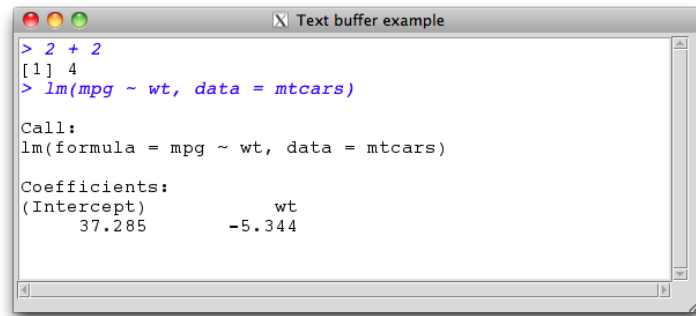 X Text buffer example
> 2 + 2
[1] 4
> lm(mpg ~ wt, data = mtcars)
Call:
lm(formula = mpg ~ wt, data = mtcars)
Coefficients:
(Intercept) wt
37.285 -5.344